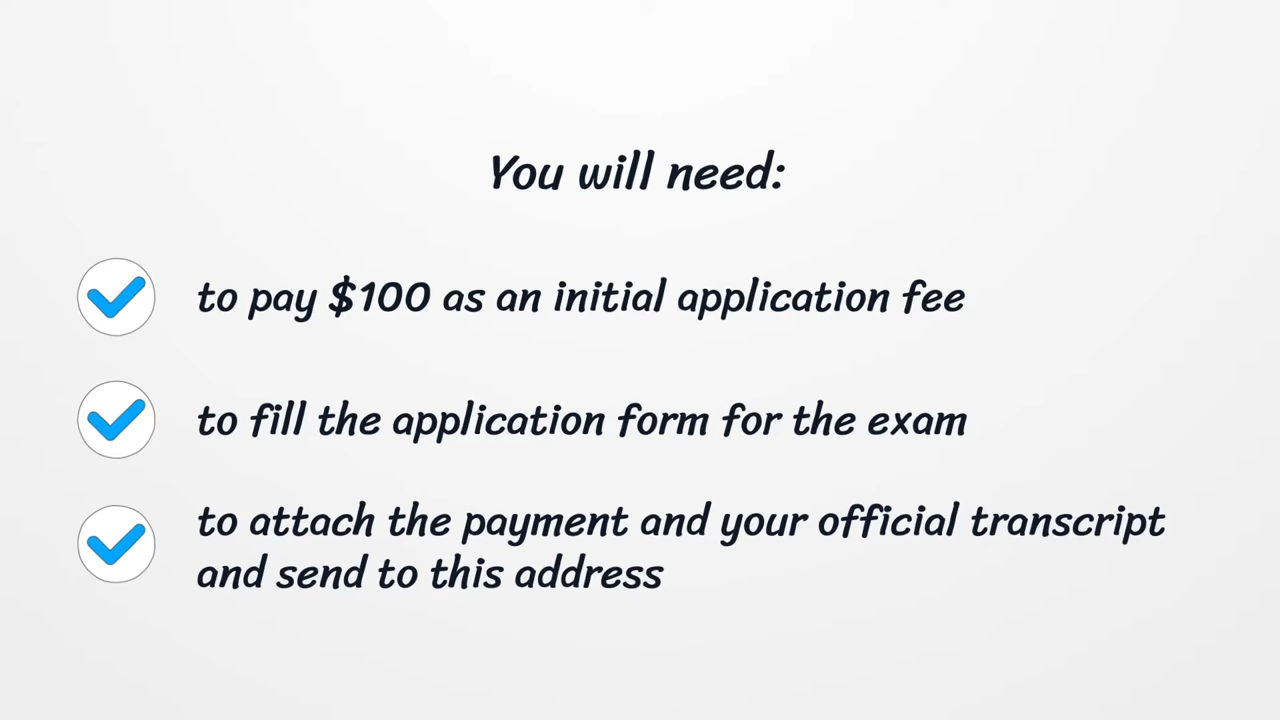 You will need:
to pay $100 as an initial application fee
to fill the application form for the exam
to attach the payment and your official transcript
and send to this address